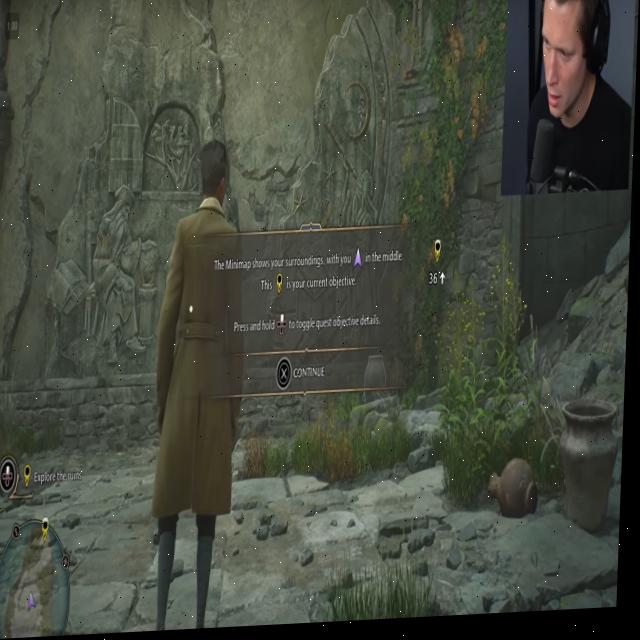 The Minimap shows your surroundings, with you in the middle.
This is your current objective.
Press and hold to toggle quest objective details.
CONTINUE
36
Explore the ruins